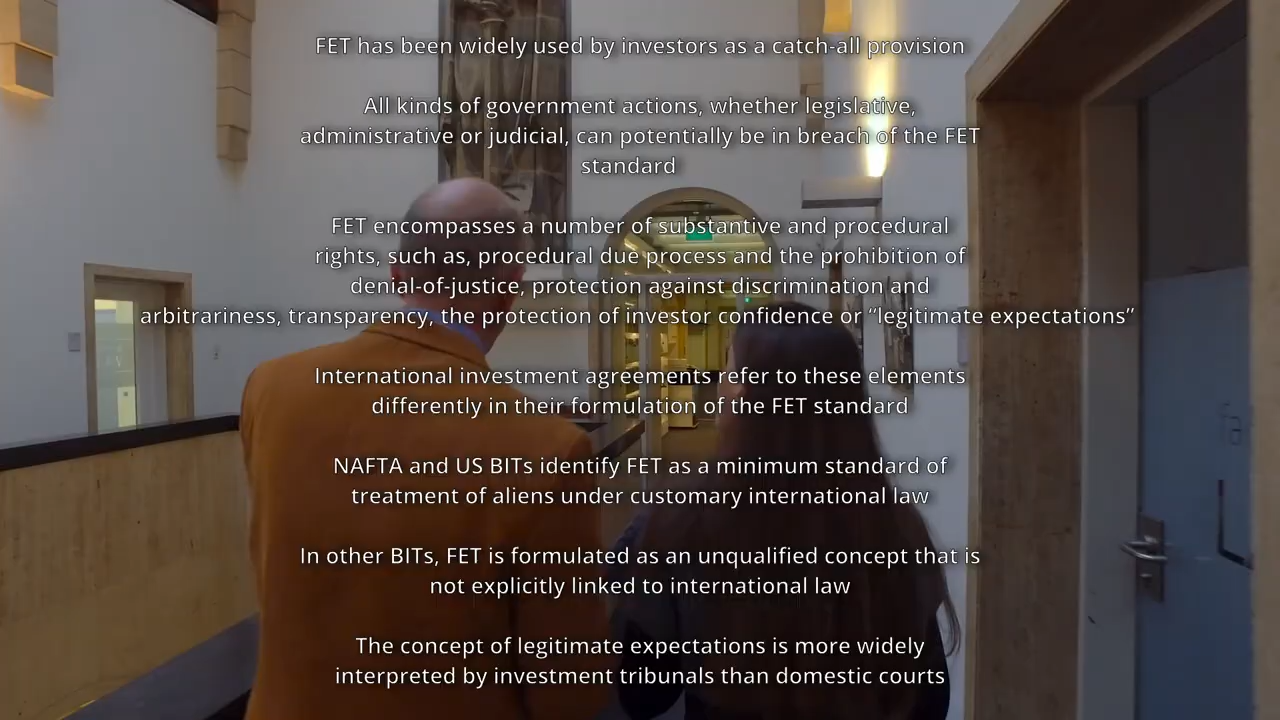 FET has been widely used by investors as a catch-all provision
All kinds of government actions, whether legislative,
administrative or judicial, can potentially be in breach of the FET
standard
FET encompasses a number of substantive and procedural
rights, such as, procedural due process and the prohibition of
denial-of-justice, protection against discrimination and
arbitrariness, transparency, the protection of investor confidence or “legitimate expectations”
International investment agreements refer to these elements
differently in their formulation of the FET standard
NAFTA and US BITs identify FET as a minimum standard of
treatment of aliens under customary international law
In other BITs, FET is formulated as an unqualified concept that is
not explicitly linked to international law
The concept of legitimate expectations is more widely
interpreted by investment tribunals than domestic courts